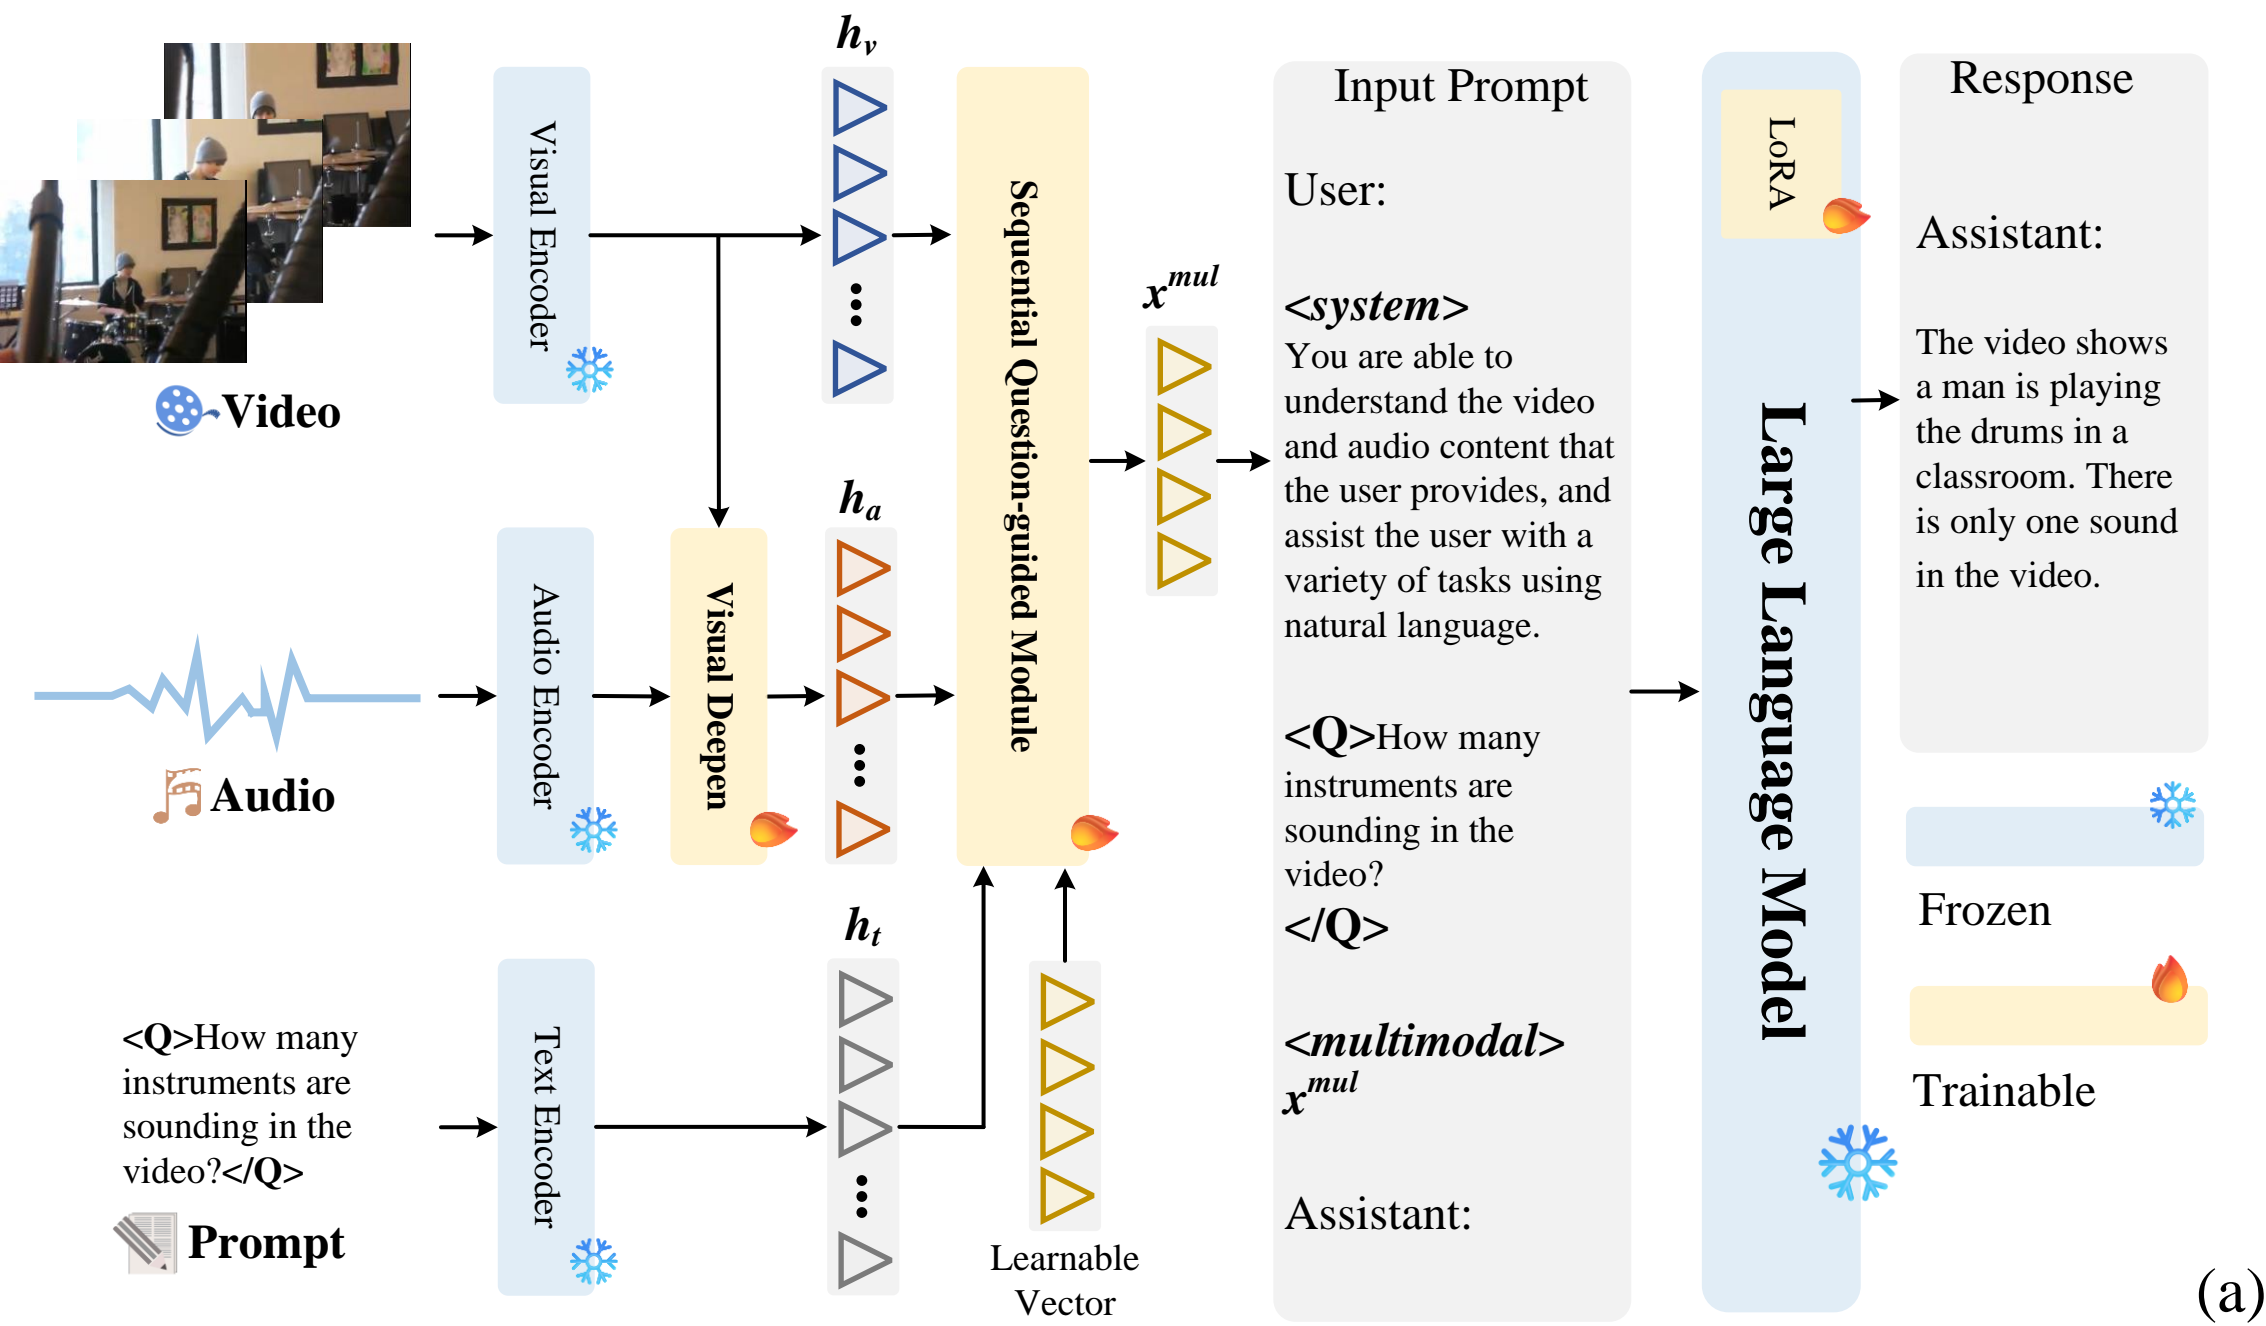 h_v
Visual Encoder
Video
Audio Encoder
Visual Deepen
h_a
Audio
<Q>How many
instruments are
sounding in the
video?</Q>
Prompt
Text Encoder
h_t
Learnable
Vector
Sequential Question-guided Module
x^mul
Input Prompt
User:
<system>
You are able to
understand the video
and audio content that
the user provides, and
assist the user with a
variety of tasks using
natural language.
<Q>How many
instruments are
sounding in the
video?
</Q>
<multimodal>
x^mul
Assistant:
LoRA
Large Language Model
Response
Assistant:
The video shows
a man is playing
the drums in a
classroom. There
is only one sound
in the video.
Frozen
Trainable
(a)